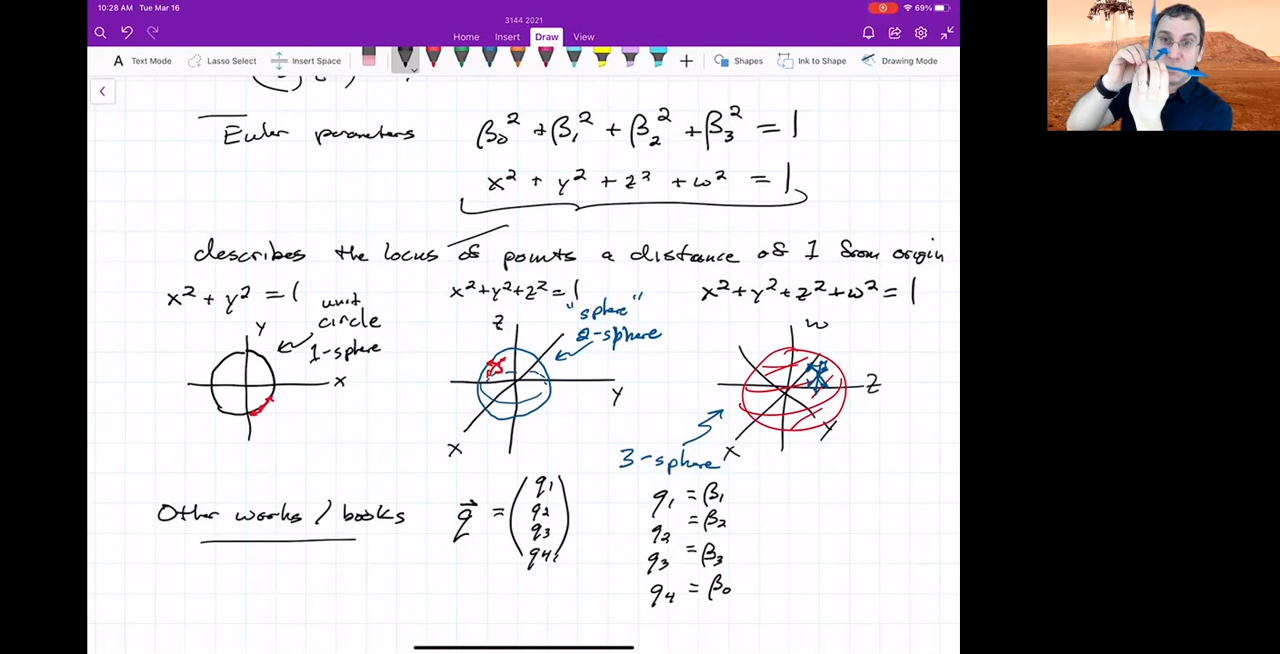 10:28 AM Tue Mar 16
69%
3144 2021
Home Insert Draw View
Text Mode Lasso Select Insert Space Shapes Ink to Shape Drawing Mode
Euler parameters β₀² + β₁² + β₂² + β₃² = 1
x² + y² + z² + w² = 1
describes the locus of points a distance of 1 from origin
x² + y² = 1 x² + y² + z² = 1 x² + y² + z² + w² = 1
unit circle
1-sphere
"sphere"
2-sphere
y
x
z
y
x
w
z
y
x
3-sphere
Other works / books q⃗ = (q₁ q₂ q₃ q₄)
q₁ = β₁
q₂ = β₂
q₃ = β₃
q₄ = β₀